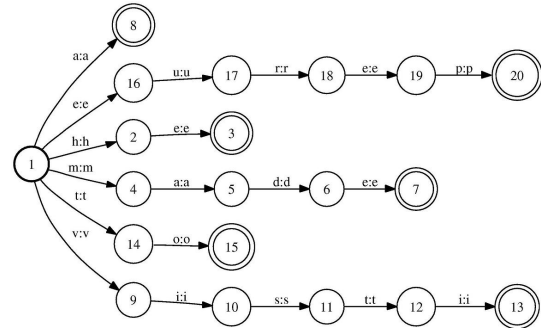 a:a 8
e:e 16 u:u 17 r:r 18 e:e 19 p:p 20
h:h 2 e:e 3
1
m:m 4 a:a 5 d:d 6 e:e 7
t:t 14 o:o 15
v:v 9 i:i 10 s:s 11 t:t 12 i:i 13